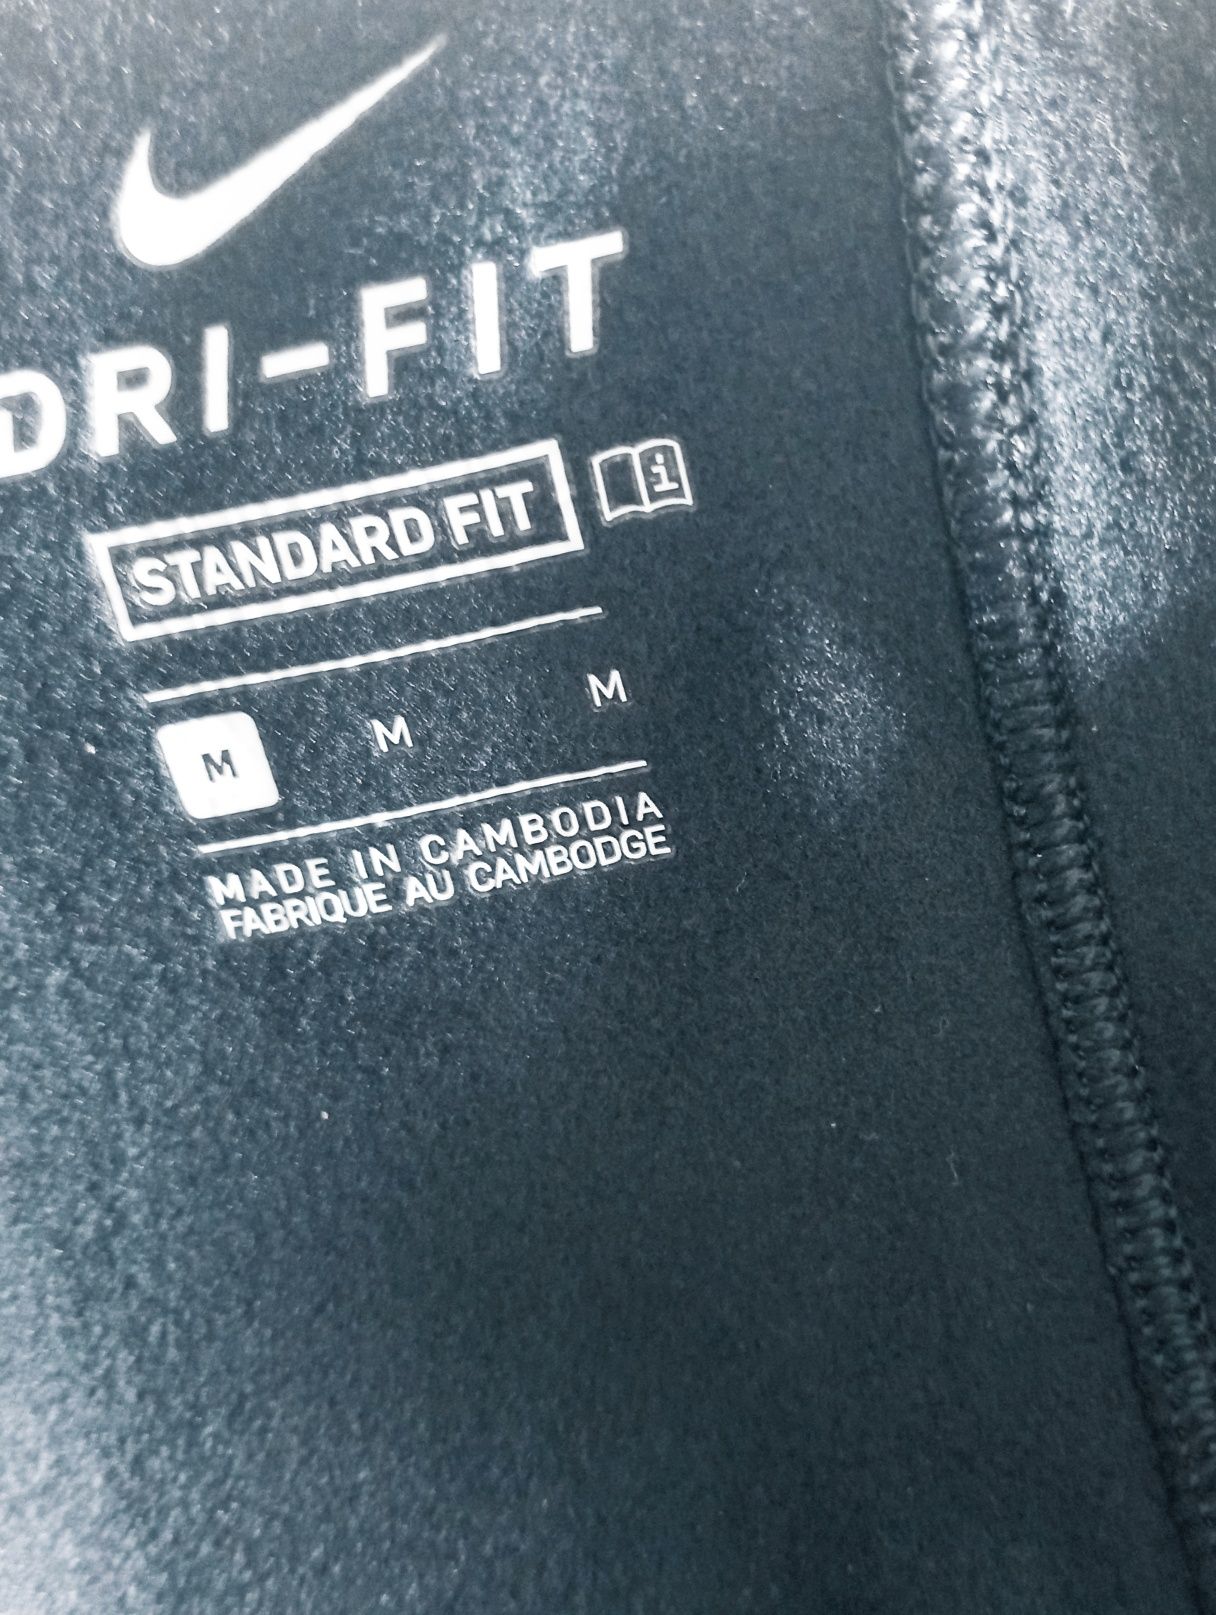 DRI-FIT
STANDARD FIT i
M M M
MADE IN CAMBODIA
FABRIQUE AU CAMBODGE